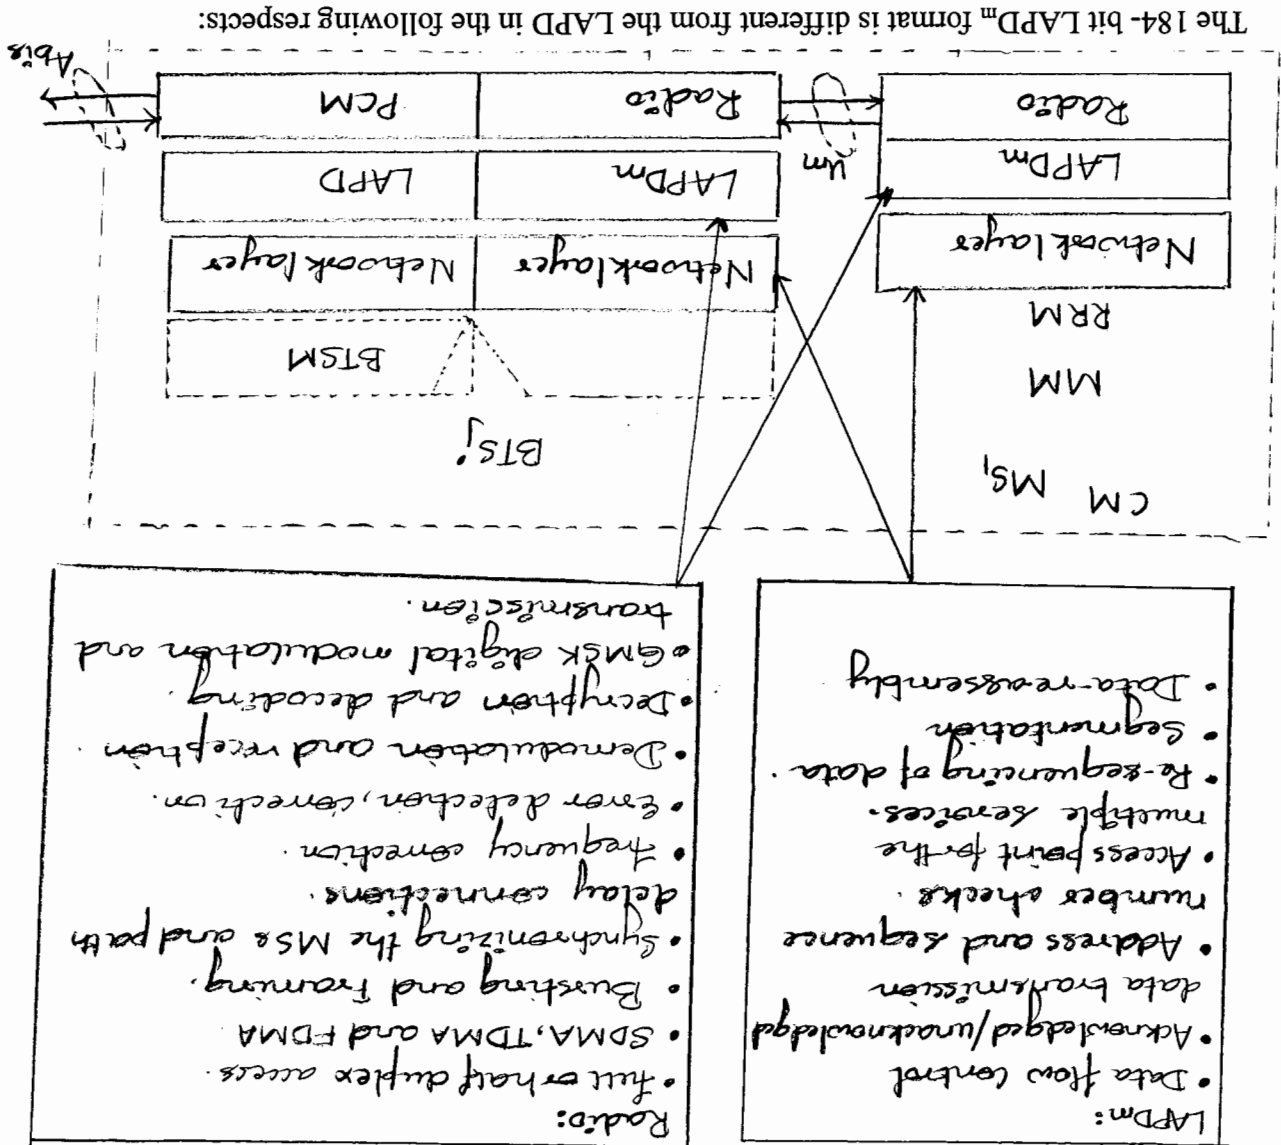 LAPDm:
• Data flow control
• Acknowledged/unacknowledged
data transmission
• Address and sequence
number checks.
• Access point for the
multiple services.
• Re-sequencing of data.
• Segmentation
• Data-reassembly
Radio:
• full or half duplex access.
• SDMA, TDMA and FDMA
• Bursting and Framing.
• Synchronizing the MSs and path
delay connections.
• frequency correction.
• Error detection, correction.
• Demodulation and reception.
• Decryption and decoding.
• GMSK digital modulation and
transmission.
CM MS₁
MM
RRM
Network layer
LAPDm
Radio
Um
BTSj
BTSM
Network layer
Network layer
LAPDm
LAPD
Radio
PCM
Abis
The 184- bit LAPDm format is different from the LAPD in the following respects: